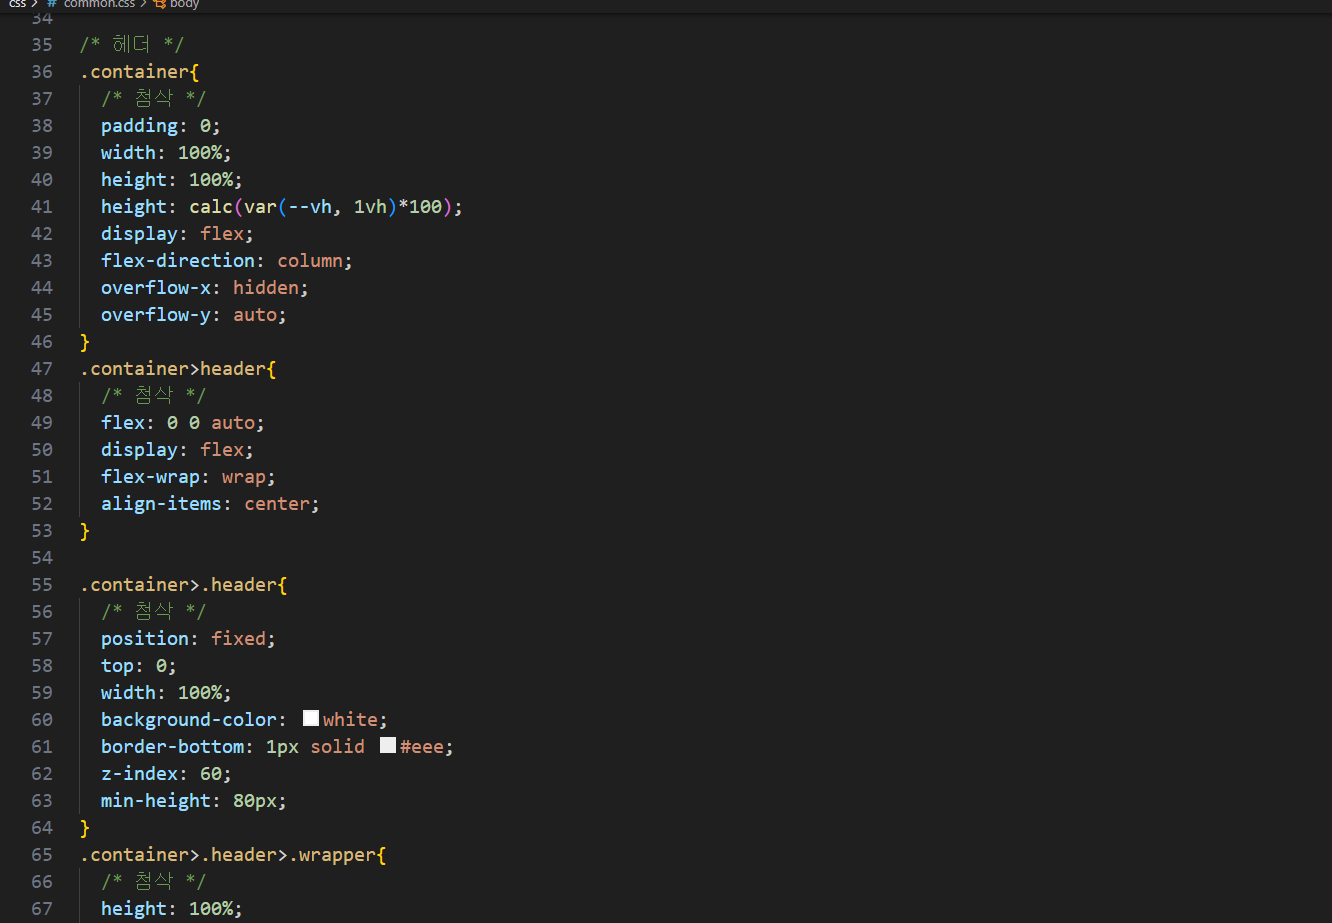 css > # common.css > body
34
35 /* 헤더 */
36 .container{
37 /* 첨삭 */
38 padding: 0;
39 width: 100%;
40 height: 100%;
41 height: calc(var(--vh, 1vh)*100);
42 display: flex;
43 flex-direction: column;
44 overflow-x: hidden;
45 overflow-y: auto;
46 }
47 .container>header{
48 /* 첨삭 */
49 flex: 0 0 auto;
50 display: flex;
51 flex-wrap: wrap;
52 align-items: center;
53 }
54
55 .container>.header{
56 /* 첨삭 */
57 position: fixed;
58 top: 0;
59 width: 100%;
60 background-color: white;
61 border-bottom: 1px solid #eee;
62 z-index: 60;
63 min-height: 80px;
64 }
65 .container>.header>.wrapper{
66 /* 첨삭 */
67 height: 100%;